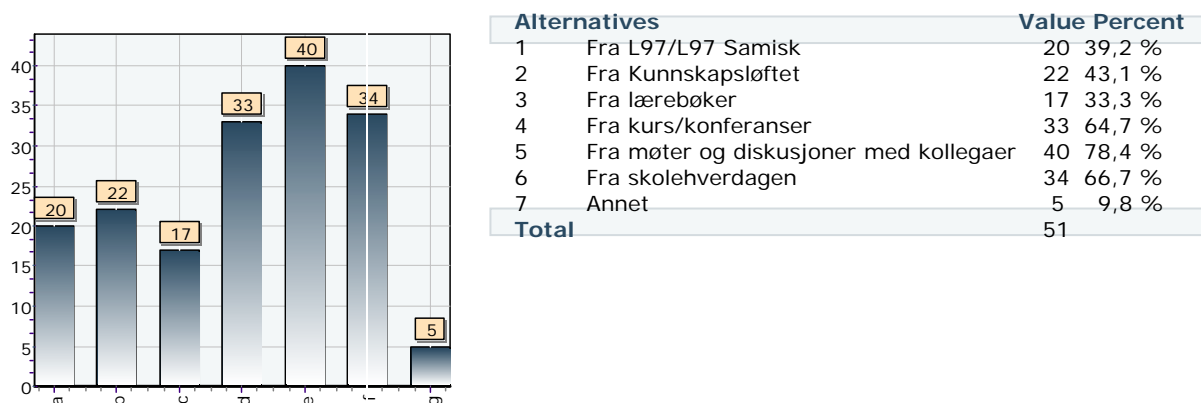 40
35
30
25
20
15
10
5
0
20
22
17
33
40
34
5
a
b
c
d
e
f
g
Alternatives Value Percent
1 Fra L97/L97 Samisk 20 39,2 %
2 Fra Kunnskapsløftet 22 43,1 %
3 Fra lærebøker 17 33,3 %
4 Fra kurs/konferanser 33 64,7 %
5 Fra møter og diskusjoner med kollegaer 40 78,4 %
6 Fra skolehverdagen 34 66,7 %
7 Annet 5 9,8 %
Total 51